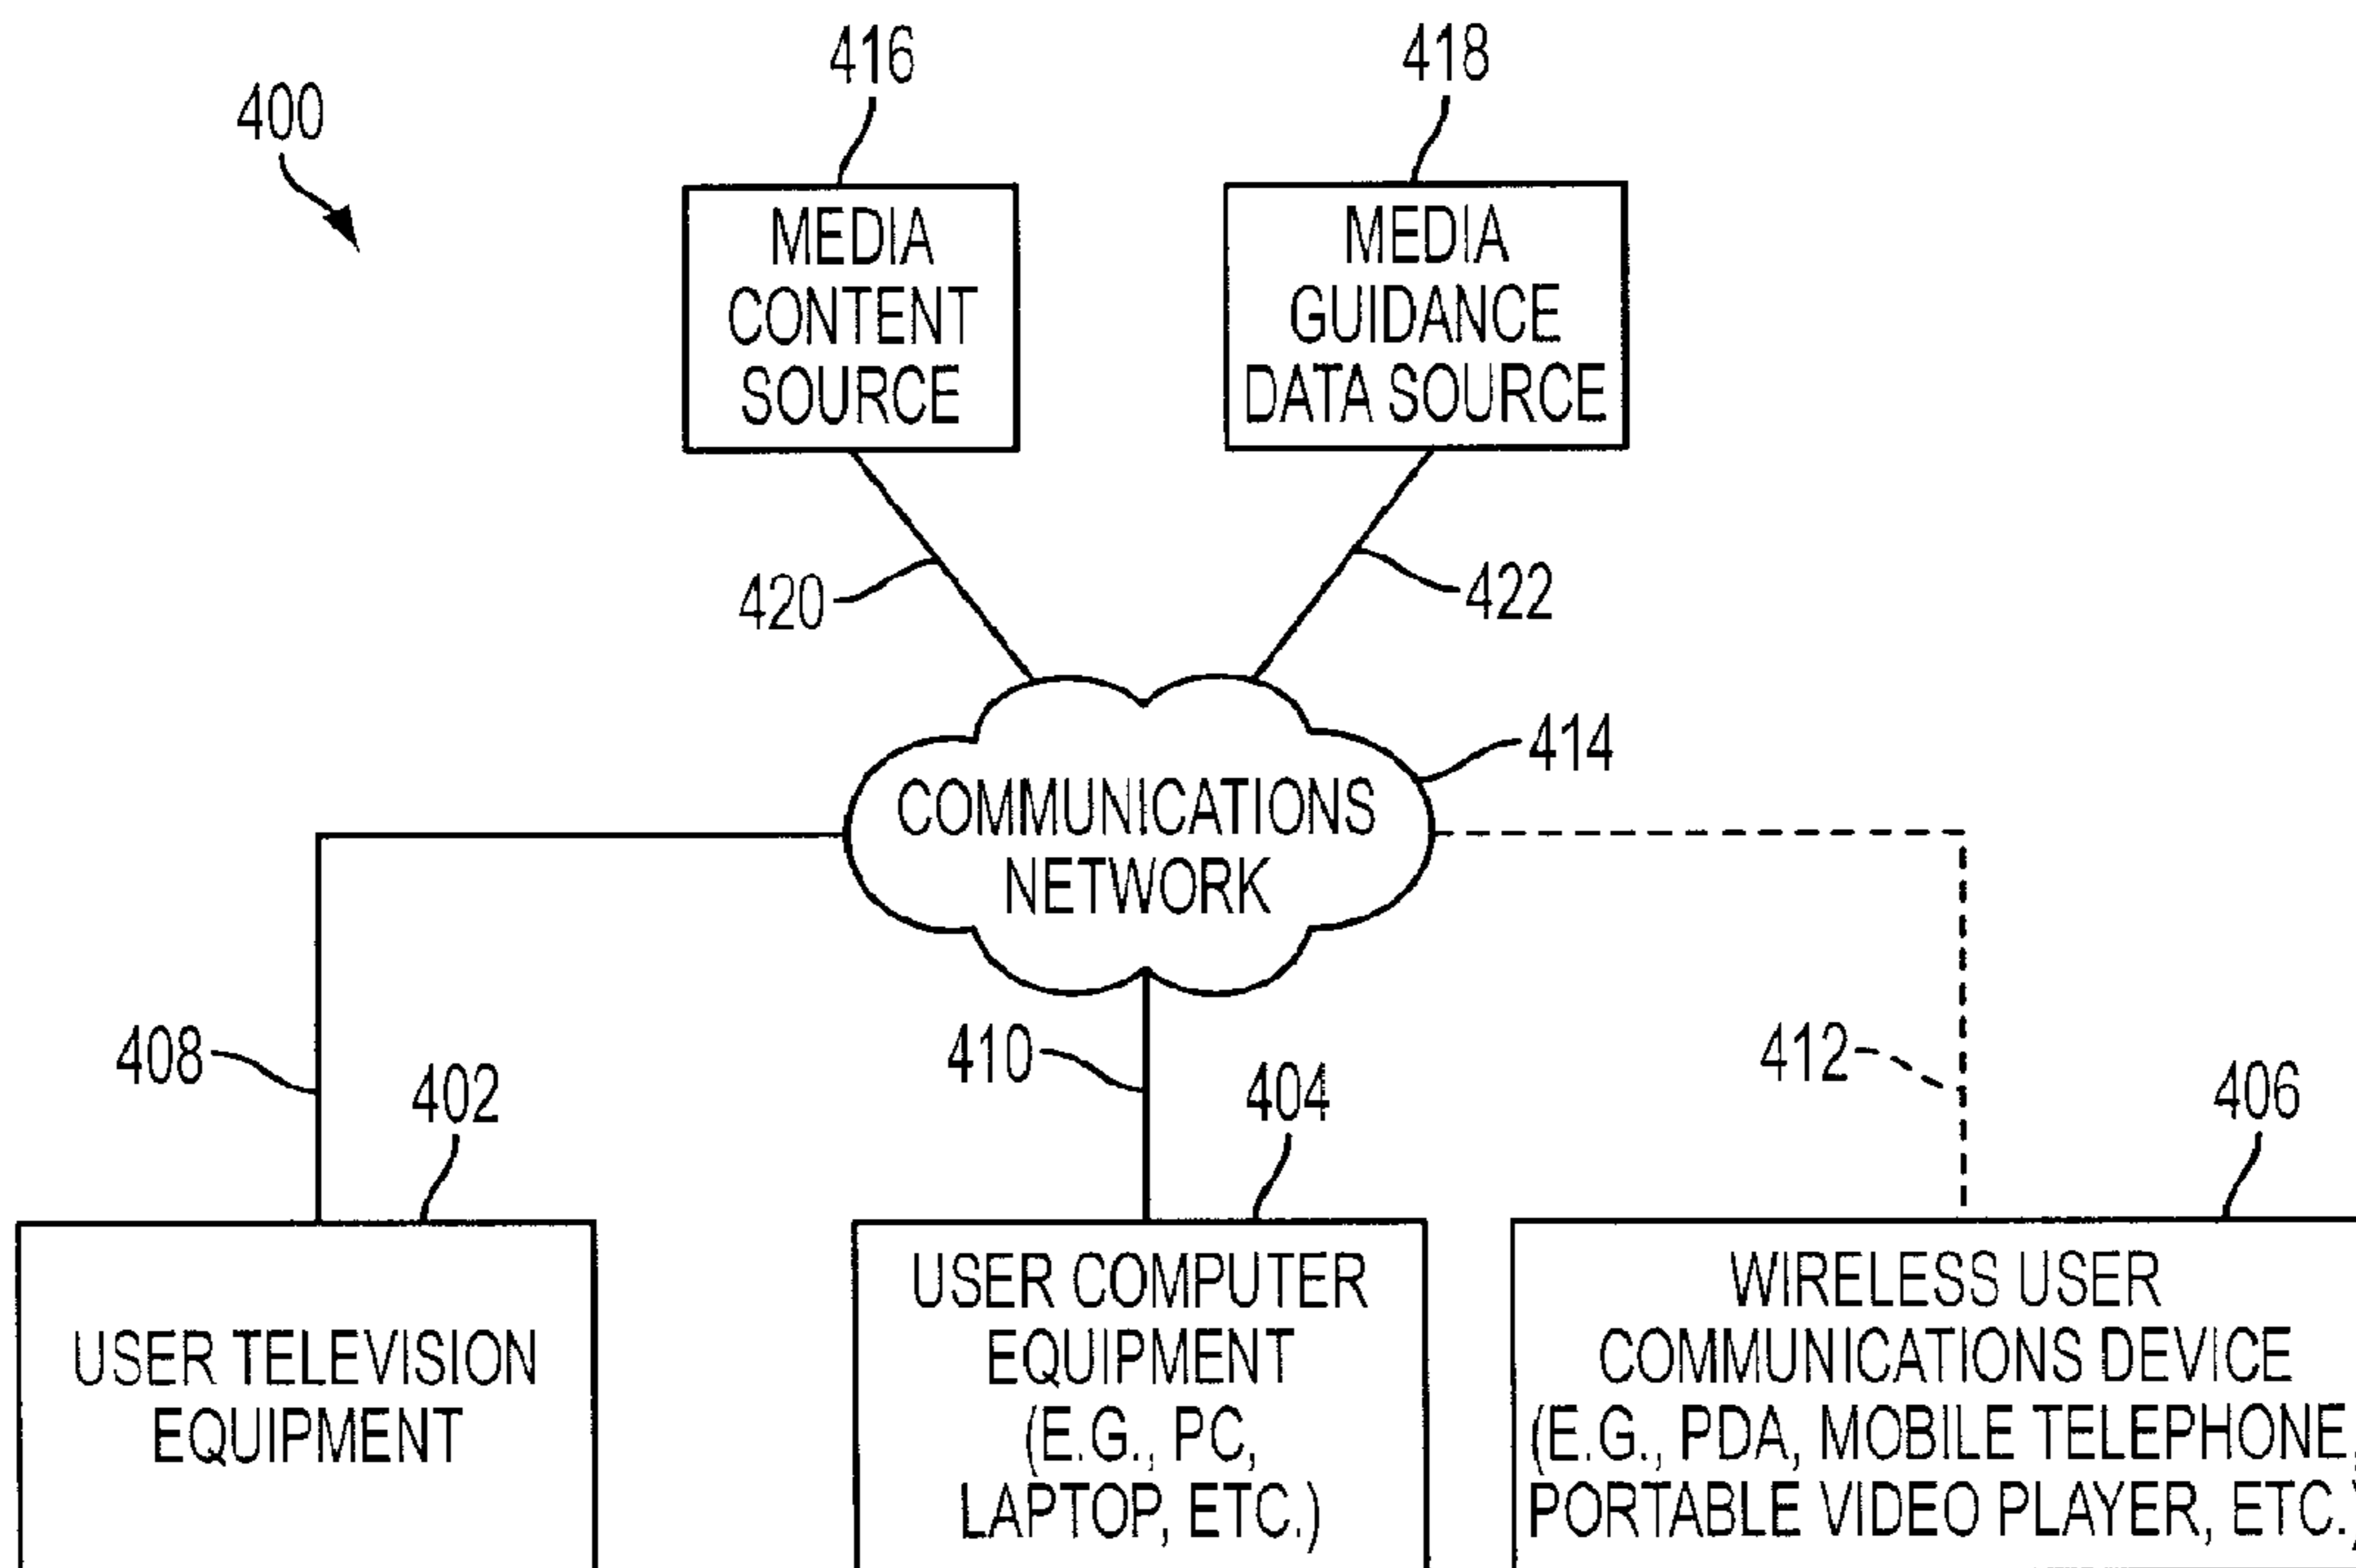 400
416
418
MEDIA
CONTENT
SOURCE
MEDIA
GUIDANCE
DATA SOURCE
420
422
414
COMMUNICATIONS
NETWORK
408
402
410
404
412
406
USER TELEVISION
EQUIPMENT
USER COMPUTER
EQUIPMENT
(E.G., PC,
LAPTOP, ETC.)
WIRELESS USER
COMMUNICATIONS DEVICE
(E.G., PDA, MOBILE TELEPHONE,
PORTABLE VIDEO PLAYER, ETC.)